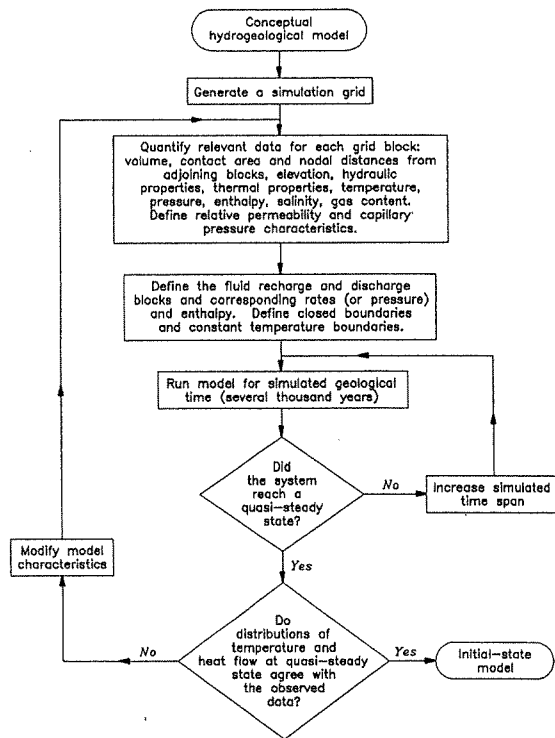 Conceptual
hydrogeological model
Generate a simulation grid
Quantify relevant data for each grid block:
volume, contact area and nodal distances from
adjoining blocks, elevation, hydraulic
properties, thermal properties, temperature,
pressure, enthalpy, salinity, gas content.
Define relative permeability and capillary
pressure characteristics.
Define the fluid recharge and discharge
blocks and corresponding rates (or pressure)
and enthalpy. Define closed boundaries
and constant temperature boundaries.
Run model for simulated geological
time (several thousand years)
Did
the system
reach a
quasi-steady
state?
No
Increase simulated
time span
Yes
Modify model
characteristics
Do
distributions of
temperature and
heat flow at quasi-steady
state agree with
the observed
data?
No
Yes
Initial-state
model